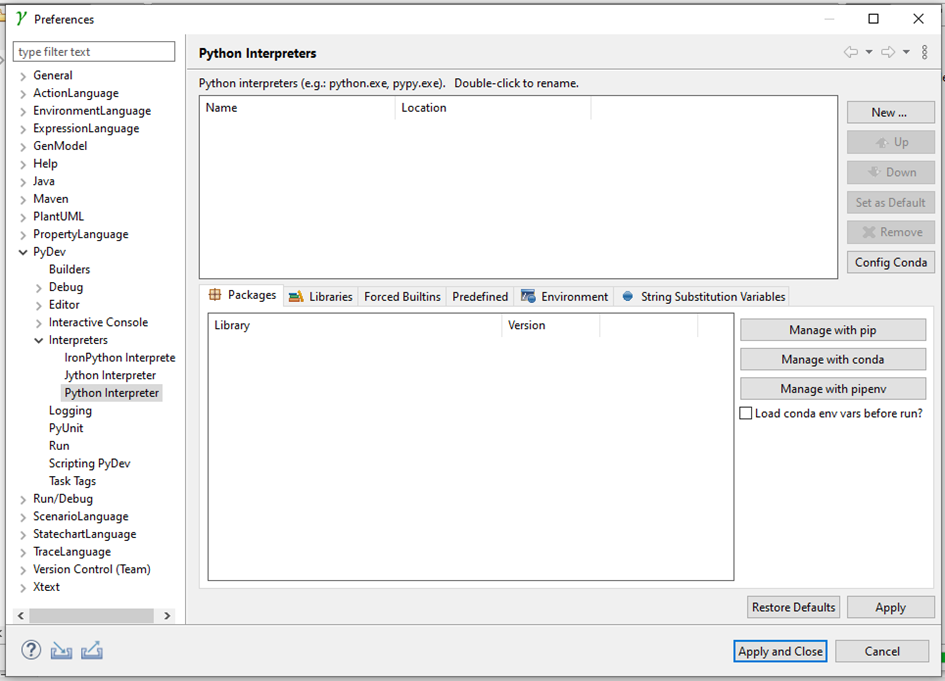 Preferences
type filter text
General
ActionLanguage
EnvironmentLanguage
ExpressionLanguage
GenModel
Help
Java
Maven
PlantUML
PropertyLanguage
PyDev
Builders
Debug
Editor
Interactive Console
Interpreters
IronPython Interprete
Jython Interpreter
Python Interpreter
Logging
PyUnit
Run
Scripting PyDev
Task Tags
Run/Debug
ScenarioLanguage
StatechartLanguage
TraceLanguage
Version Control (Team)
Xtext
Python Interpreters
Python interpreters (e.g.: python.exe, pypy.exe).   Double-click to rename.
Name Location
New ...
Up
Down
Set as Default
Remove
Config Conda
Packages Libraries Forced Builtins Predefined Environment String Substitution Variables
Library Version
Manage with pip
Manage with conda
Manage with pipenv
Load conda env vars before run?
Restore Defaults Apply
Apply and Close Cancel